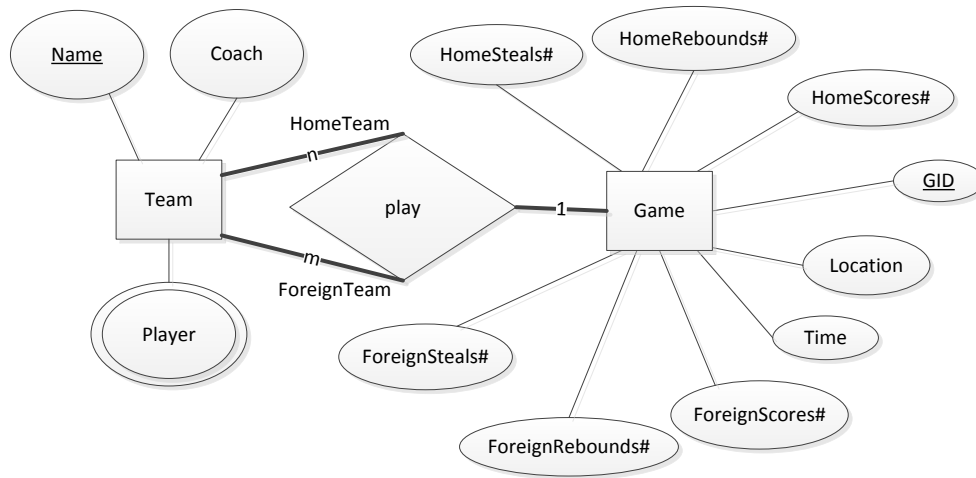 Name
Coach
HomeSteals#
HomeRebounds#
HomeScores#
HomeTeam
n
Team
play
1
Game
GID
m
ForeignTeam
Location
Player
ForeignSteals#
Time
ForeignScores#
ForeignRebounds#